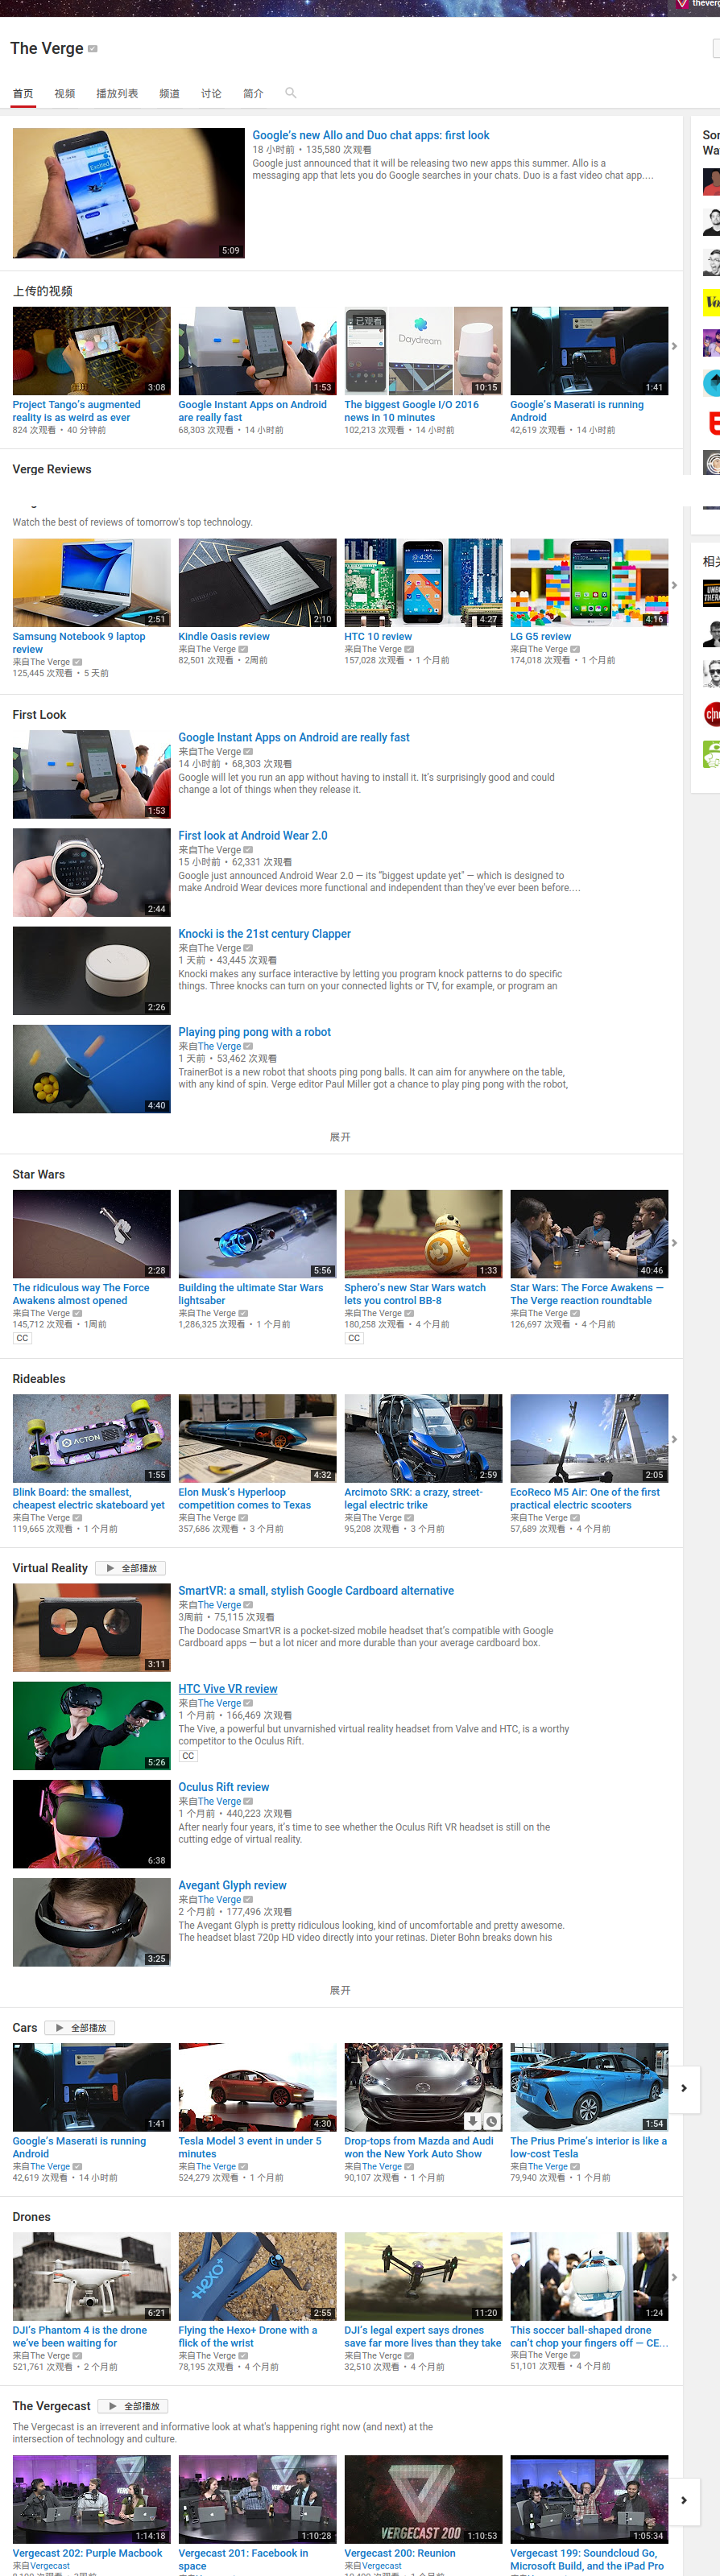 The Verge
首页 视频 播放列表 频道 讨论 简介
Google's new Allo and Duo chat apps: first look
18 小时前 • 135,580 次观看
Google just announced that it will be releasing two new apps this summer. Allo is a
messaging app that lets you do Google searches in your chats. Duo is a fast video chat app....
5:09
上传的视频
3:08
1:53
已观看
Daydream
10:15
1:41
Project Tango's augmented
reality is as weird as ever
824 次观看 • 40 分钟前
Google Instant Apps on Android
are really fast
68,303 次观看 • 14 小时前
The biggest Google I/O 2016
news in 10 minutes
102,213 次观看 • 14 小时前
Google's Maserati is running
Android
42,619 次观看 • 14 小时前
Verge Reviews
Watch the best of reviews of tomorrow's top technology.
2:51
2:10
4:27
4:16
Samsung Notebook 9 laptop
review
来自The Verge
125,445 次观看 • 5 天前
Kindle Oasis review
来自The Verge
82,501 次观看 • 2周前
HTC 10 review
来自The Verge
157,028 次观看 • 1 个月前
LG G5 review
来自The Verge
174,018 次观看 • 1 个月前
First Look
Google Instant Apps on Android are really fast
来自The Verge
14 小时前 • 68,303 次观看
Google will let you run an app without having to install it. It's surprisingly good and could
change a lot of things when they release it.
1:53
First look at Android Wear 2.0
来自The Verge
15 小时前 • 62,331 次观看
Google just announced Android Wear 2.0 — its "biggest update yet" — which is designed to
make Android Wear devices more functional and independent than they've ever been before....
2:44
Knocki is the 21st century Clapper
来自The Verge
1 天前 • 43,445 次观看
Knocki makes any surface interactive by letting you program knock patterns to do specific
things. Three knocks can turn on your connected lights or TV, for example, or program an
2:26
Playing ping pong with a robot
来自The Verge
1 天前 • 53,462 次观看
TrainerBot is a new robot that shoots ping pong balls. It can aim for anywhere on the table,
with any kind of spin. Verge editor Paul Miller got a chance to play ping pong with the robot,
4:40
展开
Star Wars
2:28
5:56
1:33
40:46
The ridiculous way The Force
Awakens almost opened
来自The Verge
145,712 次观看 • 1周前
CC
Building the ultimate Star Wars
lightsaber
来自The Verge
1,286,325 次观看 • 1 个月前
Sphero's new Star Wars watch
lets you control BB-8
来自The Verge
180,258 次观看 • 4 个月前
CC
Star Wars: The Force Awakens —
The Verge reaction roundtable
来自The Verge
126,697 次观看 • 4 个月前
Rideables
ACTON
1:55
4:32
2:59
2:05
Blink Board: the smallest,
cheapest electric skateboard yet
来自The Verge
119,665 次观看 • 1 个月前
Elon Musk's Hyperloop
competition comes to Texas
来自The Verge
357,686 次观看 • 3 个月前
Arcimoto SRK: a crazy, street-
legal electric trike
来自The Verge
95,208 次观看 • 3 个月前
EcoReco M5 Air: One of the first
practical electric scooters
来自The Verge
57,689 次观看 • 4 个月前
Virtual Reality 全部播放
SmartVR: a small, stylish Google Cardboard alternative
来自The Verge
3周前 • 75,115 次观看
The Dodocase SmartVR is a pocket-sized mobile headset that's compatible with Google
Cardboard apps — but a lot nicer and more durable than your average cardboard box.
3:11
HTC Vive VR review
来自The Verge
1 个月前 • 166,469 次观看
The Vive, a powerful but unvarnished virtual reality headset from Valve and HTC, is a worthy
competitor to the Oculus Rift.
CC
5:26
Oculus Rift review
来自The Verge
1 个月前 • 440,223 次观看
After nearly four years, it's time to see whether the Oculus Rift VR headset is still on the
cutting edge of virtual reality.
6:38
Avegant Glyph review
来自The Verge
2 个月前 • 177,496 次观看
The Avegant Glyph is pretty ridiculous looking, kind of uncomfortable and pretty awesome.
The headset blast 720p HD video directly into your retinas. Dieter Bohn breaks down his
3:25
展开
Cars 全部播放
1:41
4:30
1:54
Google's Maserati is running
Android
来自The Verge
42,619 次观看 • 14 小时前
Tesla Model 3 event in under 5
minutes
来自The Verge
524,279 次观看 • 1 个月前
Drop-tops from Mazda and Audi
won the New York Auto Show
来自The Verge
90,107 次观看 • 1 个月前
The Prius Prime's interior is like a
low-cost Tesla
来自The Verge
79,940 次观看 • 1 个月前
Drones
6:21
HEXO+
2:55
11:20
1:24
DJI's Phantom 4 is the drone
we've been waiting for
来自The Verge
521,761 次观看 • 2 个月前
Flying the Hexo+ Drone with a
flick of the wrist
来自The Verge
78,195 次观看 • 4 个月前
DJI's legal expert says drones
save far more lives than they take
来自The Verge
32,510 次观看 • 4 个月前
This soccer ball-shaped drone
can't chop your fingers off — CE...
来自The Verge
51,101 次观看 • 4 个月前
The Vergecast 全部播放
The Vergecast is an irreverent and informative look at what's happening right now (and next) at the
intersection of technology and culture.
1:14:18
1:10:28
VERGECAST 200
1:10:53
1:05:34
Vergecast 202: Purple Macbook
来自Vergecast
Vergecast 201: Facebook in
space
Vergecast 200: Reunion
来自Vergecast
Vergecast 199: Soundcloud Go,
Microsoft Build, and the iPad Pro